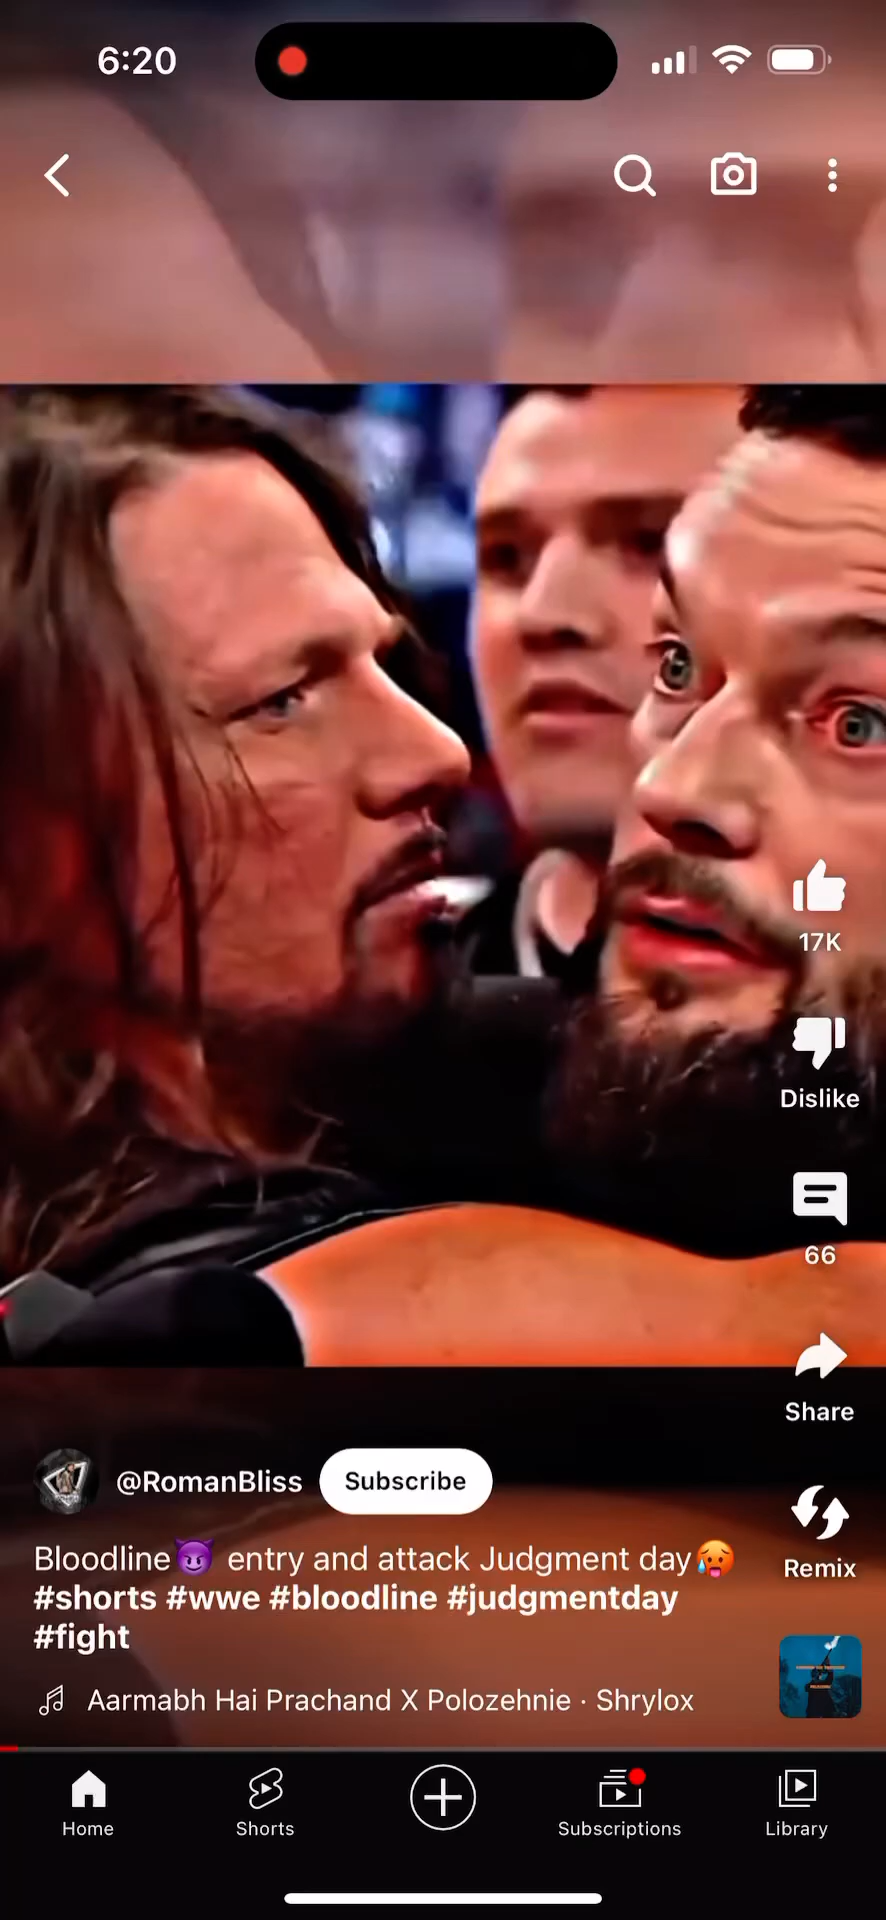 6:20
17K
Dislike
66
Share
@RomanBliss
Subscribe
Remix
Bloodline😈 entry and attack Judgment day🥵
#shorts #wwe #bloodline #judgmentday
#fight
Aarmabh Hai Prachand X Polozehnie · Shrylox
Home
Shorts
Subscriptions
Library